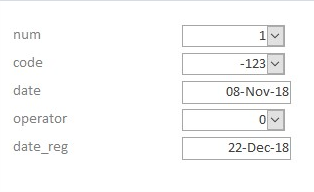 num 1
code -123
date 08-Nov-18
operator 0
date_reg 22-Dec-18